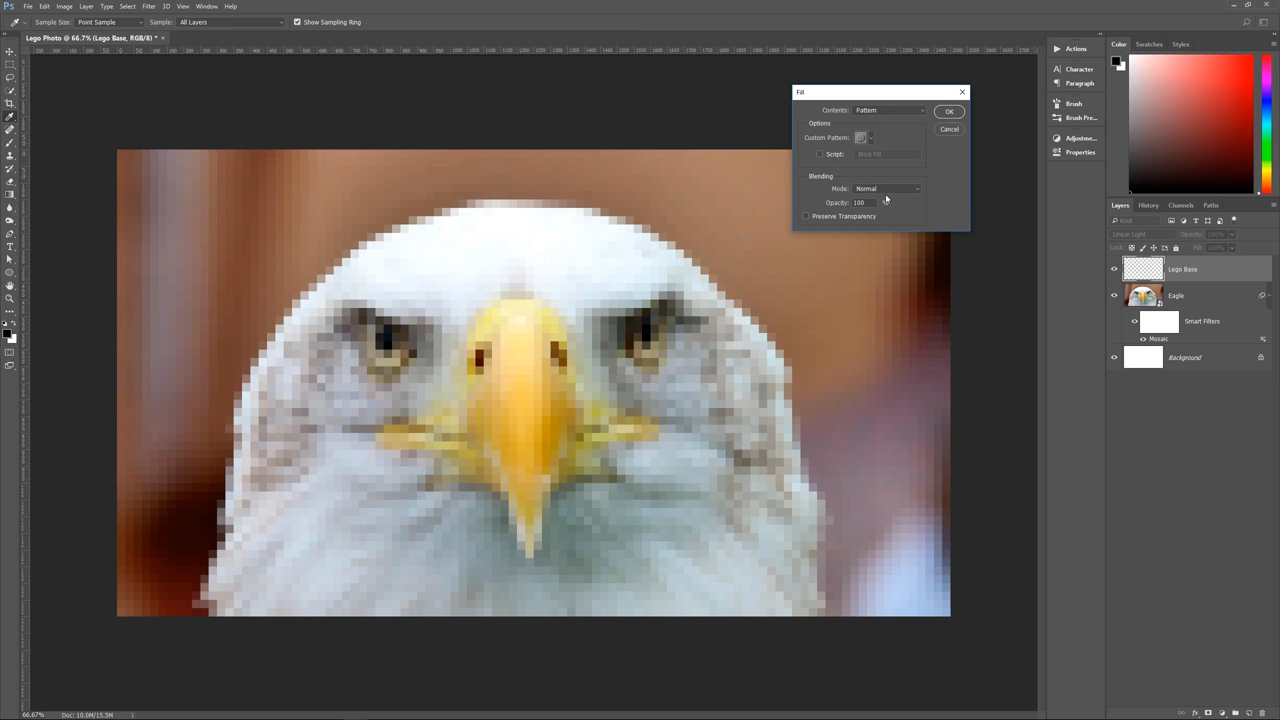 Ps File Edit Image Layer Type Select Filter 3D View Window Help
Sample Size: Point Sample Sample: All Layers Show Sampling Ring
Lego Photo @ 66.7% (Lego Base, RGB/8) * ×
Fill
Contents: Pattern
OK
Options
Cancel
Custom Pattern:
Script: Brick Fill
Blending
Mode: Normal
Opacity: 100
Preserve Transparency
Actions
Character
Paragraph
Brush
Brush Pre...
Adjustme...
Properties
Color Swatches Styles
Layers History Channels Paths
Kind
Linear Light Opacity: 100%
Lock: Fill: 100%
Lego Base
Eagle
Smart Filters
Mosaic
Background
66.67% Doc: 10.0M/15.5M